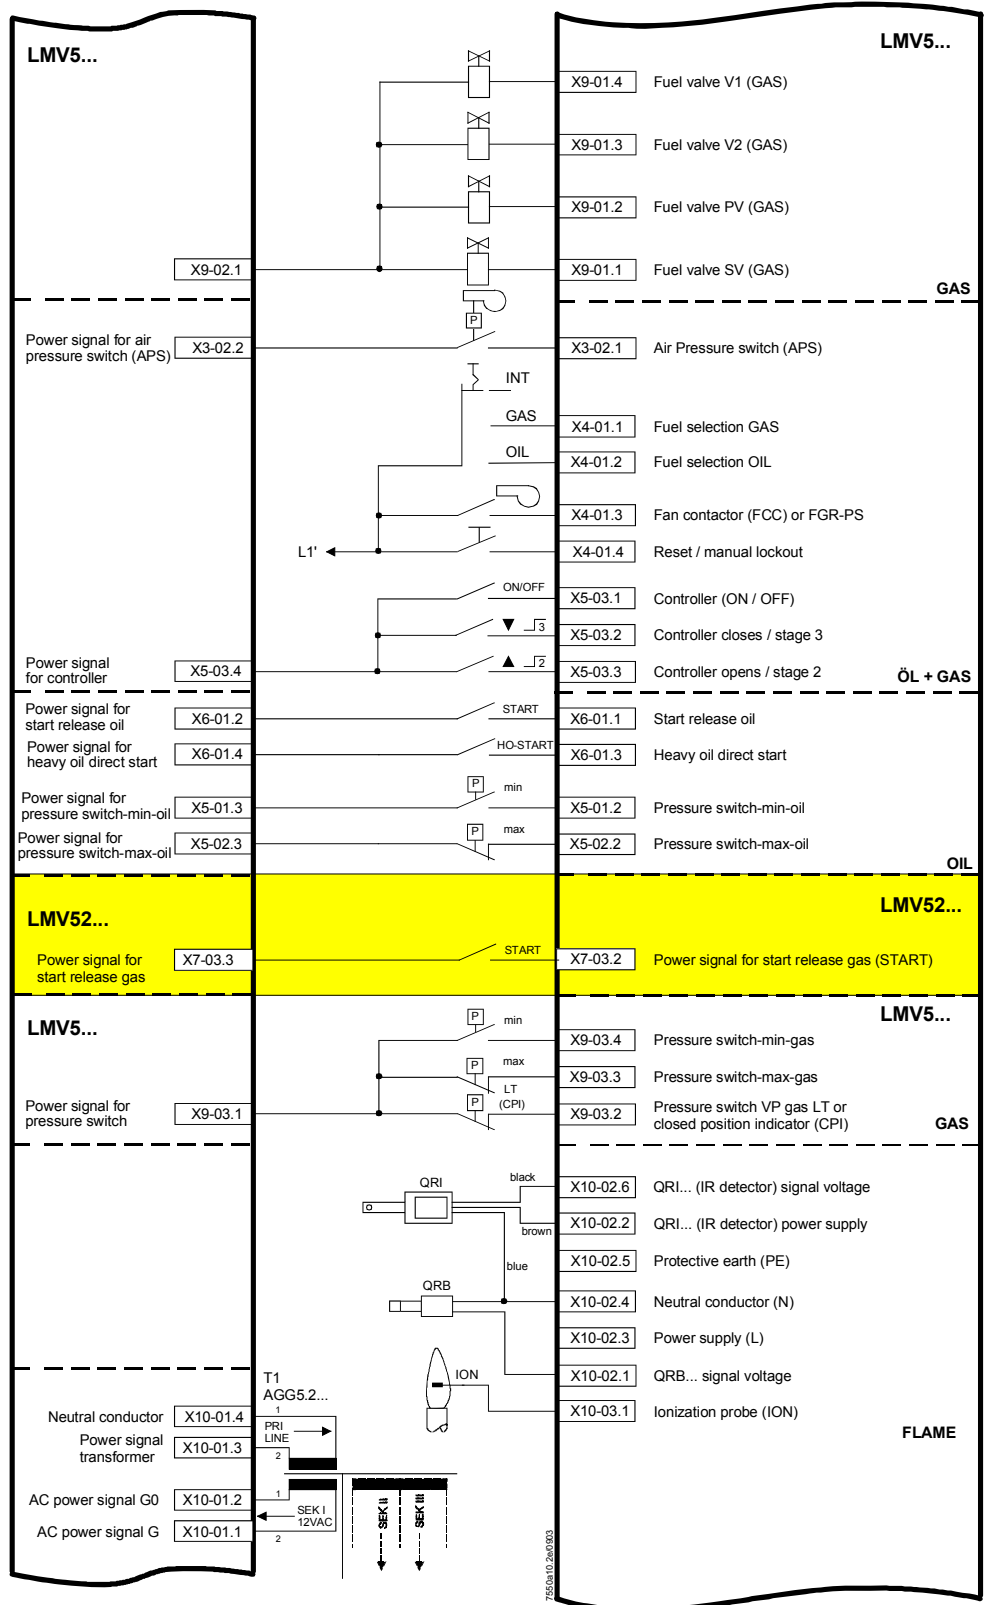 LMV5...
LMV5...
X9-01.4 Fuel valve V1 (GAS)
X9-01.3 Fuel valve V2 (GAS)
X9-01.2 Fuel valve PV (GAS)
X9-02.1
X9-01.1 Fuel valve SV (GAS)
GAS
Power signal for air
pressure switch (APS)
X3-02.2
P
X3-02.1 Air Pressure switch (APS)
INT
GAS
X4-01.1 Fuel selection GAS
OIL
X4-01.2 Fuel selection OIL
X4-01.3 Fan contactor (FCC) or FGR-PS
L1'
X4-01.4 Reset / manual lockout
ON/OFF
X5-03.1 Controller (ON / OFF)
3
X5-03.2 Controller closes / stage 3
Power signal
for controller
X5-03.4
2
X5-03.3 Controller opens / stage 2
ÖL + GAS
Power signal for
start release oil
X6-01.2
START
X6-01.1 Start release oil
Power signal for
heavy oil direct start
X6-01.4
HO-START
X6-01.3 Heavy oil direct start
Power signal for
pressure switch-min-oil
X5-01.3
P min
X5-01.2 Pressure switch-min-oil
Power signal for
pressure switch-max-oil
X5-02.3
P max
X5-02.2 Pressure switch-max-oil
OIL
LMV52...
LMV52...
Power signal for
start release gas
X7-03.3
START
X7-03.2 Power signal for start release gas (START)
LMV5...
LMV5...
P min
X9-03.4 Pressure switch-min-gas
P max
X9-03.3 Pressure switch-max-gas
Power signal for
pressure switch
X9-03.1
P LT
(CPI)
X9-03.2 Pressure switch VP gas LT or
closed position indicator (CPI)
GAS
QRI
black
X10-02.6 QRI... (IR detector) signal voltage
brown
X10-02.2 QRI... (IR detector) power supply
blue
X10-02.5 Protective earth (PE)
QRB
X10-02.4 Neutral conductor (N)
X10-02.3 Power supply (L)
X10-02.1 QRB... signal voltage
ION
X10-03.1 Ionization probe (ION)
FLAME
T1
AGG5.2...
Neutral conductor X10-01.4
1
PRI
LINE
Power signal
transformer
X10-01.3
2
AC power signal G0 X10-01.2
1
SEK I
12VAC
AC power signal G X10-01.1
2
SEK II
SEK III
7550a10.2e/0903